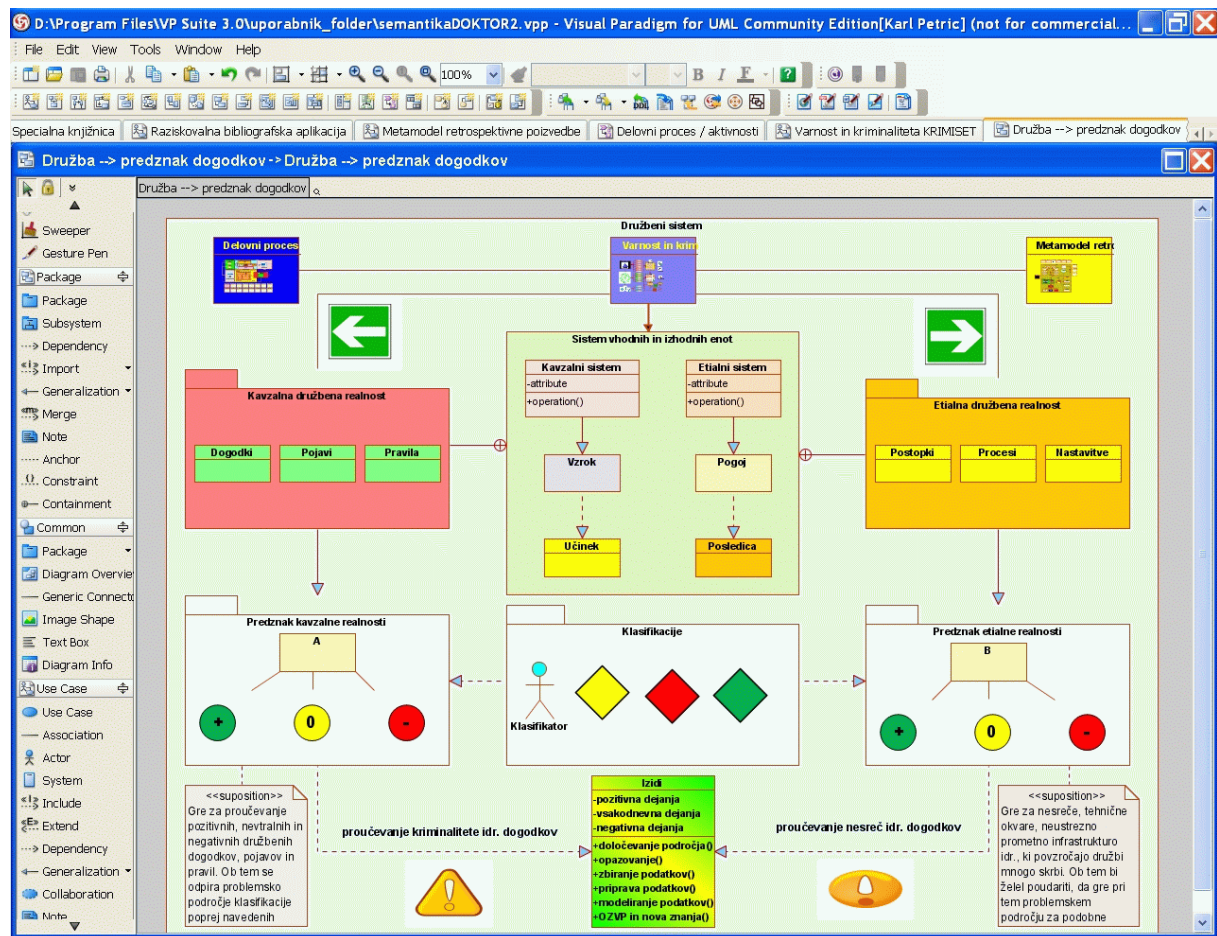 D:\Program Files\VP Suite 3.0\uporabnik_folder\semantikaDOKTOR2.vpp - Visual Paradigm for UML Community Edition[Karl Petric] (not for commercial...
File Edit View Tools Window Help
100%
B I F
Specialna knjižnica Raziskovalna bibliografska aplikacija Metamodel retrospektivne poizvedbe Delovni proces / aktivnosti Varnost in kriminaliteta KRIMISET Družba --> predznak dogodkov
Družba --> predznak dogodkov -> Družba --> predznak dogodkov
Družba --> predznak dogodkov
Sweeper
Gesture Pen
Package
Package
Subsystem
Dependency
Import
Generalization
Merge
Note
Anchor
Constraint
Containment
Common
Package
Diagram Overvie
Generic Connect
Image Shape
Text Box
Diagram Info
Use Case
Use Case
Association
Actor
System
Include
Extend
Dependency
Generalization
Collaboration
Note
Družbeni sistem
Delovni proces
Varnost in krim
Metamodel retr
Sistem vhodnih in izhodnih enot
Kavzalni sistem
-attribute
+operation()
Etialni sistem
-attribute
+operation()
Vzrok
Pogoj
Učinek
Posledica
Kavzalna družbena realnost
Dogodki
Pojavi
Pravila
Etialna družbena realnost
Postopki
Procesi
Nastavitve
Predznak kavzalne realnosti
A
+ 0 -
Klasifikacije
Klasifikator
Predznak etialne realnosti
B
+ 0 -
<<suposition>>
Gre za proučevanje
pozitivnih, nevtralnih in
negativnih družbenih
dogodkov, pojavov in
pravil. Ob tem se
odpira problemsko
področje klasifikacije
poprej navedenih
proučevanje kriminalitete idr. dogodkov
Izidi
-pozitivna dejanja
-vsakodnevna dejanja
-negativna dejanja
+določevanje področja()
+opazovanje()
+zbiranje podatkov()
+priprava podatkov()
+modeliranje podatkov()
+OZVP in nova znanja()
proučevanje nesreč idr. dogodkov
<<suposition>>
Gre za nesreče, tehnične
okvare, neustrezno
prometno infrastrukturo
idr., ki povzročajo družbi
mnogo skrbi. Ob tem bi
želel poudariti, da gre pri
tem problemskem
področju za podobne